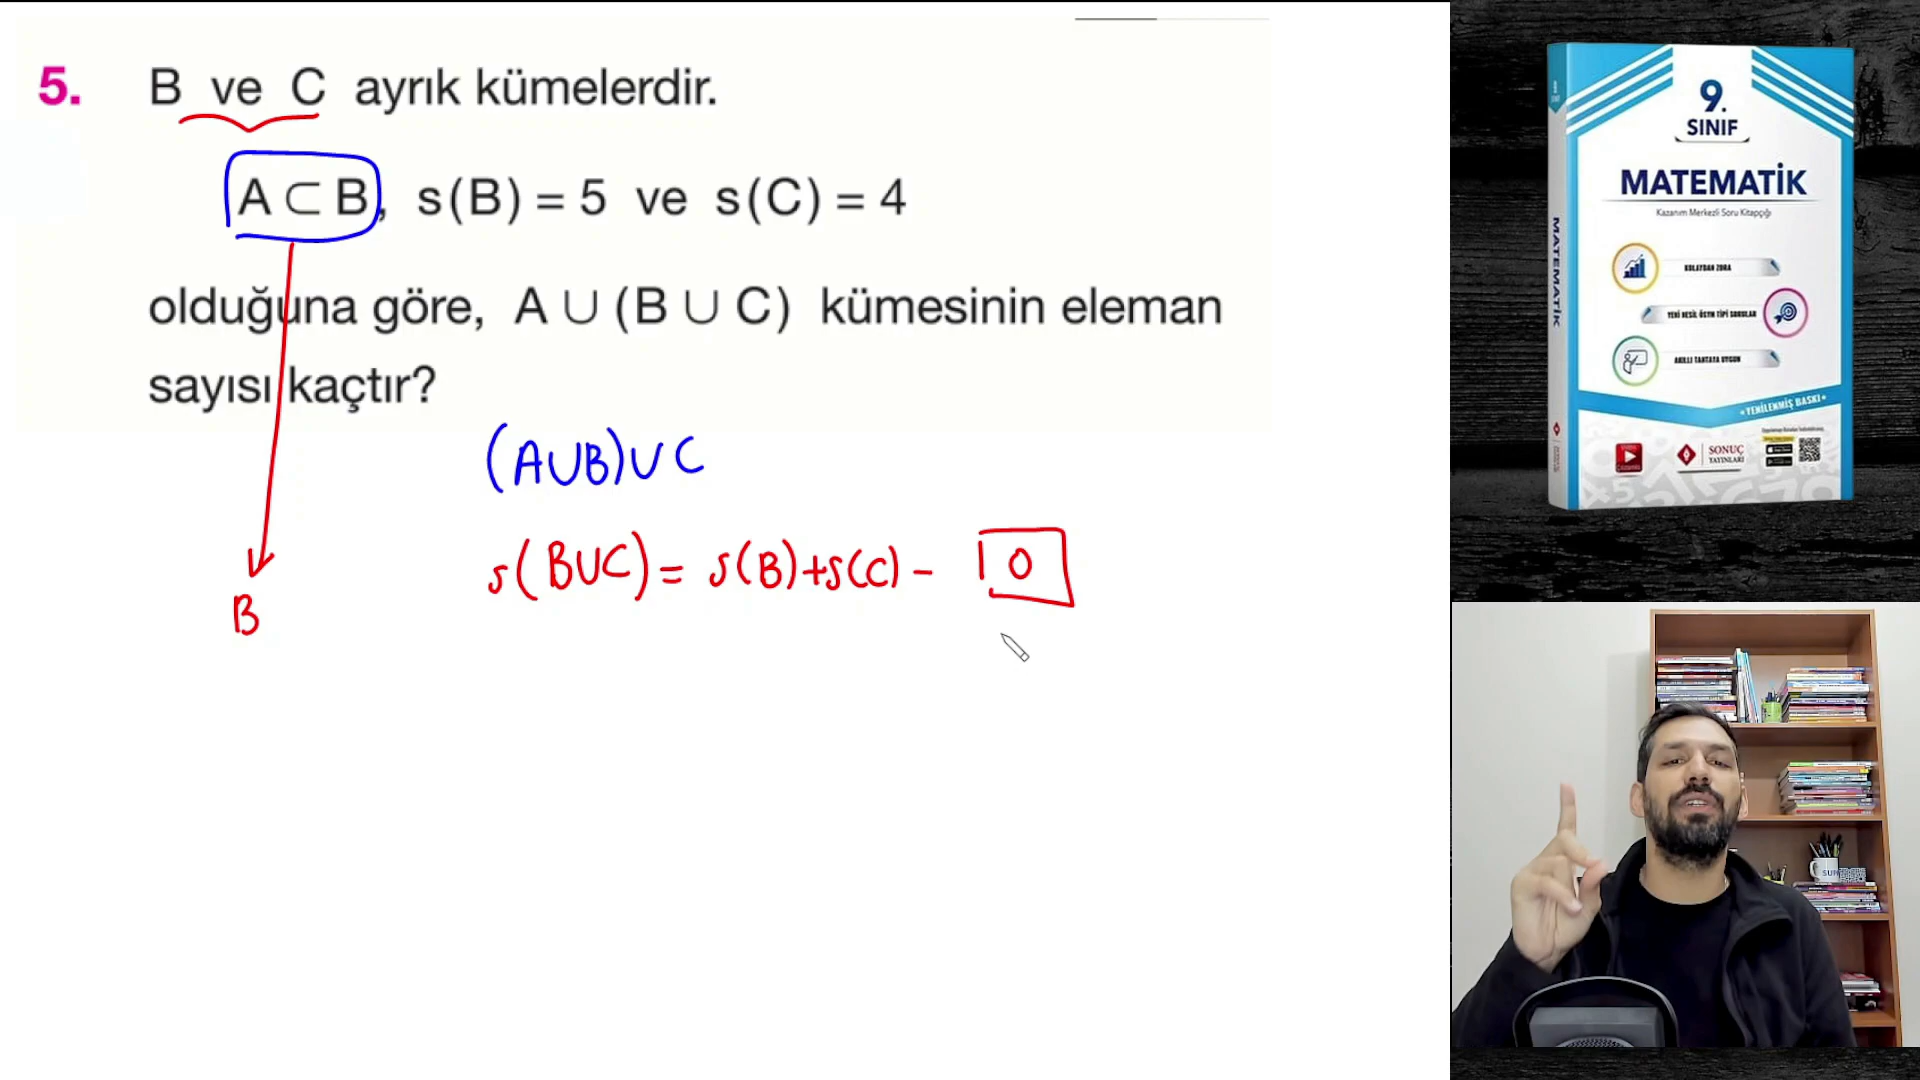 5. B ve C ayrık kümelerdir.
A ⊂ B, s(B) = 5 ve s(C) = 4
olduğuna göre, A ∪ (B ∪ C) kümesinin eleman
sayısı kaçtır?
(A∪B)∪C
s(B∪C) = s(B)+s(C) - 0
B
9.
SINIF
MATEMATİK
Kazanım Merkezli Soru Kitapçığı
KOLAYDAN ZORA
YENİ NESİL ÖSYM TİPİ SORULAR
AKILLI TAHTAYA UYGUN
•YENİLENMİŞ BASKI•
SONUÇ
YAYINLARI
MATEMATİK
SUP